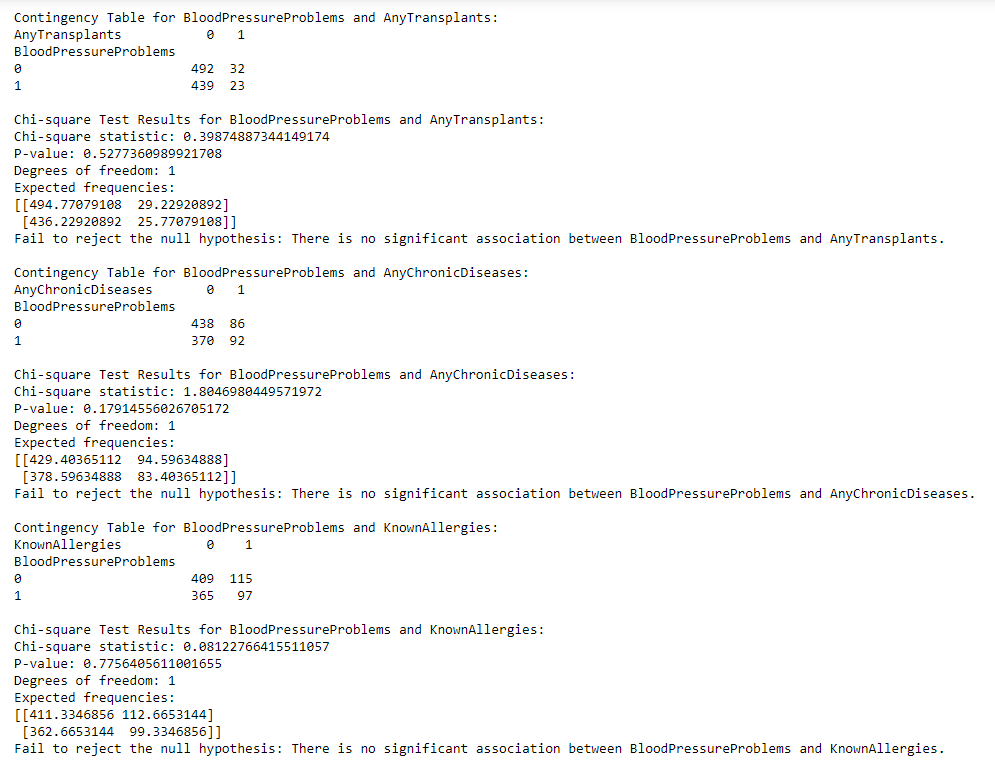 Contingency Table for BloodPressureProblems and AnyTransplants:
AnyTransplants           0   1
BloodPressureProblems
0                      492  32
1                      439  23

Chi-square Test Results for BloodPressureProblems and AnyTransplants:
Chi-square statistic: 0.39874887344149174
P-value: 0.5277360989921708
Degrees of freedom: 1
Expected frequencies:
[[494.77079108  29.22920892]
 [436.22920892  25.77079108]]
Fail to reject the null hypothesis: There is no significant association between BloodPressureProblems and AnyTransplants.

Contingency Table for BloodPressureProblems and AnyChronicDiseases:
AnyChronicDiseases       0   1
BloodPressureProblems
0                      438  86
1                      370  92

Chi-square Test Results for BloodPressureProblems and AnyChronicDiseases:
Chi-square statistic: 1.8046980449571972
P-value: 0.17914556026705172
Degrees of freedom: 1
Expected frequencies:
[[429.40365112  94.59634888]
 [378.59634888  83.40365112]]
Fail to reject the null hypothesis: There is no significant association between BloodPressureProblems and AnyChronicDiseases.

Contingency Table for BloodPressureProblems and KnownAllergies:
KnownAllergies           0    1
BloodPressureProblems
0                      409  115
1                      365   97

Chi-square Test Results for BloodPressureProblems and KnownAllergies:
Chi-square statistic: 0.08122766415511057
P-value: 0.7756405611001655
Degrees of freedom: 1
Expected frequencies:
[[411.3346856 112.6653144]
 [362.6653144  99.3346856]]
Fail to reject the null hypothesis: There is no significant association between BloodPressureProblems and KnownAllergies.